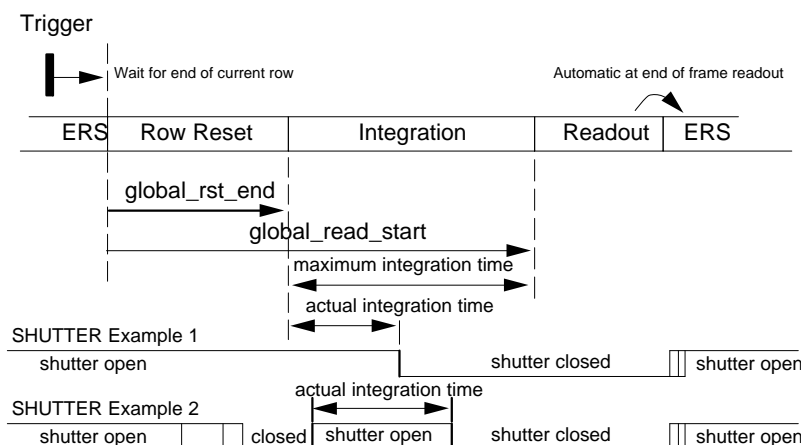 Trigger
Wait for end of current row
Automatic at end of frame readout
ERS Row Reset Integration Readout ERS
global_rst_end
global_read_start
maximum integration time
actual integration time
SHUTTER Example 1
shutter open shutter closed shutter open
actual integration time
SHUTTER Example 2
shutter open closed shutter open shutter closed shutter open